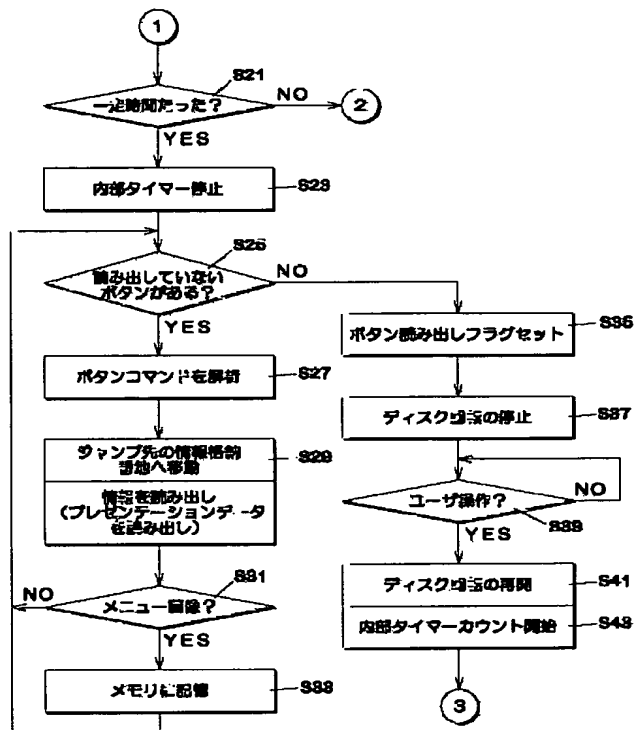 1
S21
一定時間たった？
NO
2
YES
内部タイマー停止
S23
S25
読み出していない
ボタンがある？
NO
YES
ボタン読み出しフラグセット
S35
ボタンコマンドを解析
S27
ディスク回転の停止
S37
ジャンプ先の情報格納
番地へ移動
S29
情報を読み出し
（プレゼンテーションデータ
を読み出し）
ユーザ操作？
NO
S39
YES
S31
NO
メニュー画像？
YES
ディスク回転の再開
S41
内部タイマーカウント開始
S43
メモリに記憶
S33
3